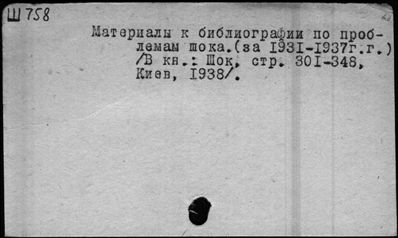 Ш 758
Материалы к библиографии по проб-
лемам шока.(за 1931-1937г.г.)
/В кн.: Шок, стр. 301-348,
Киев, 1938/.